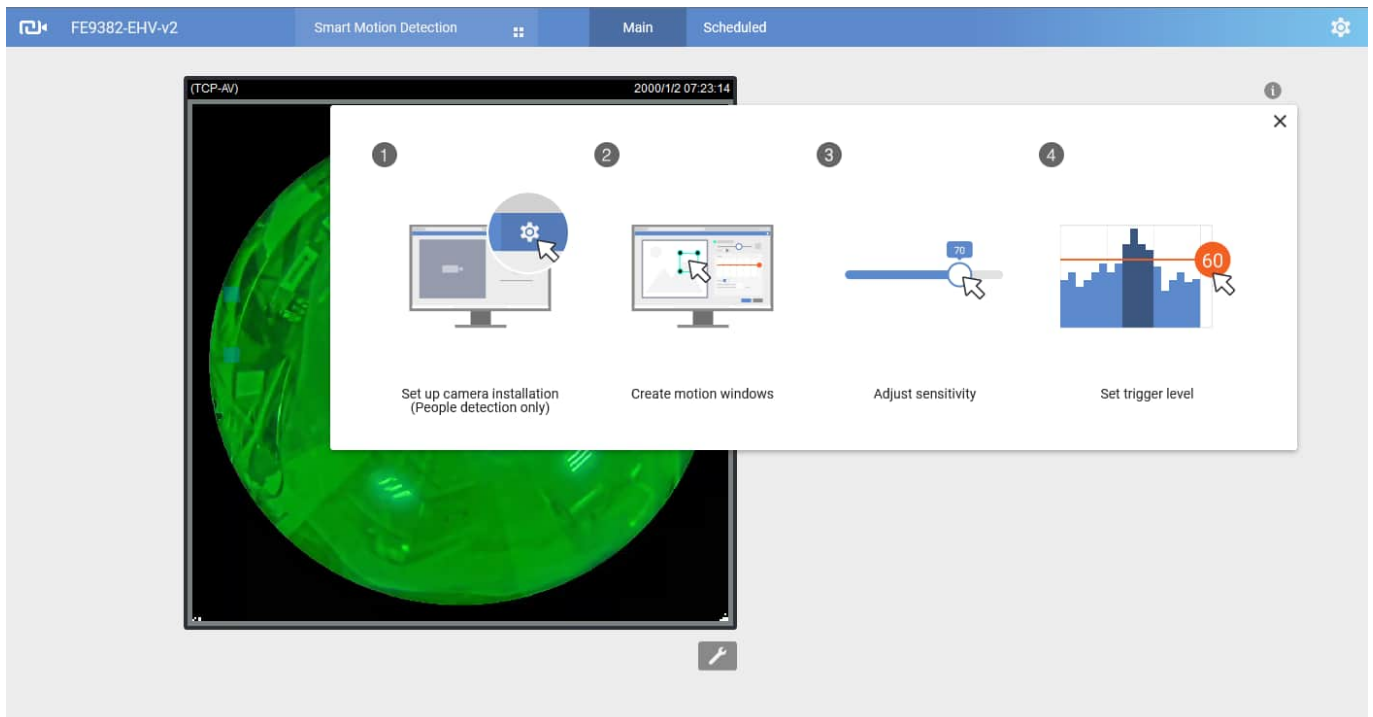 FE9382-EHV-v2
Smart Motion Detection
Main
Scheduled
(TCP-AV)
2000/1/2 07:23:14
i
1
2
3
4
70
60
Set up camera installation
(People detection only)
Create motion windows
Adjust sensitivity
Set trigger level